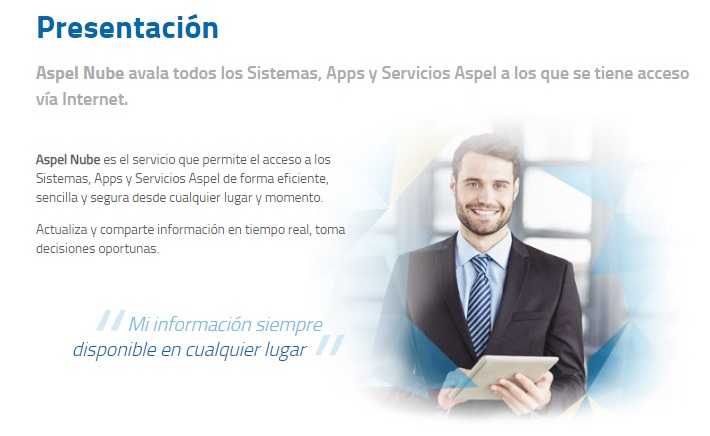 Presentación
Aspel Nube avala todos los Sistemas, Apps y Servicios Aspel a los que se tiene acceso
vía Internet.
Aspel Nube es el servicio que permite el acceso a los
Sistemas, Apps y Servicios Aspel de forma eficiente,
sencilla y segura desde cualquier lugar y momento.
Actualiza y comparte información en tiempo real, toma
decisiones oportunas.
"Mi información siempre
disponible en cualquier lugar"